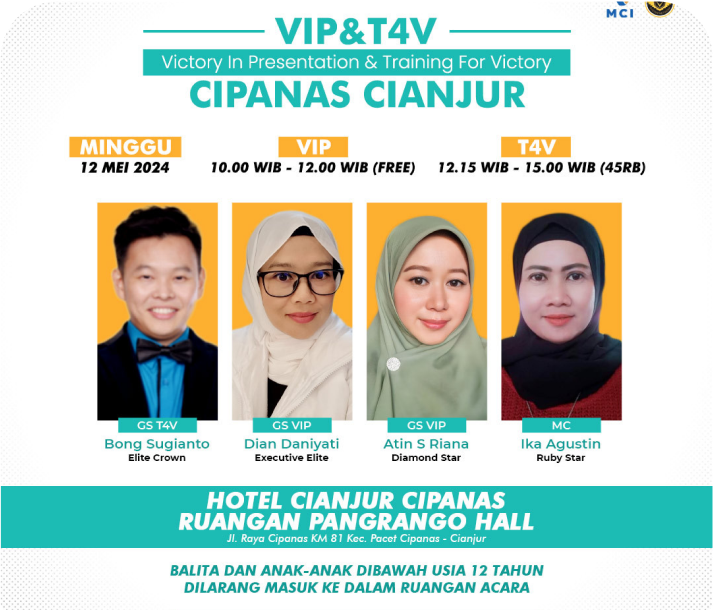 MCI
VIP&T4V
Victory In Presentation & Training For Victory
CIPANAS CIANJUR
MINGGU
12 MEI 2024
VIP
10.00 WIB - 12.00 WIB (FREE)
T4V
12.15 WIB - 15.00 WIB (45RB)
GS T4V
Bong Sugianto
Elite Crown
GS VIP
Dian Daniyati
Executive Elite
GS VIP
Atin S Riana
Diamond Star
MC
Ika Agustin
Ruby Star
HOTEL CIANJUR CIPANAS
RUANGAN PANGRANGO HALL
Jl. Raya Cipanas KM 81 Kec. Pacet Cipanas - Cianjur
BALITA DAN ANAK-ANAK DIBAWAH USIA 12 TAHUN
DILARANG MASUK KE DALAM RUANGAN ACARA